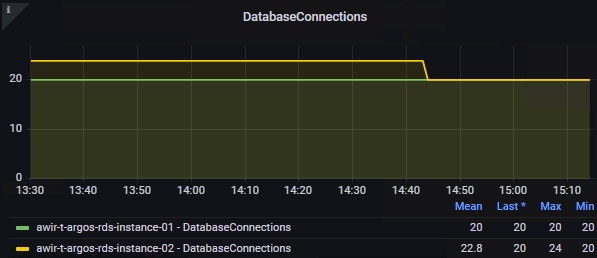 i
DatabaseConnections
20
10
0
13:30 13:40 13:50 14:00 14:10 14:20 14:30 14:40 14:50 15:00 15:10
Mean Last * Max Min
awir-t-argos-rds-instance-01 - DatabaseConnections 20 20 20 20
awir-t-argos-rds-instance-02 - DatabaseConnections 22.8 20 24 20